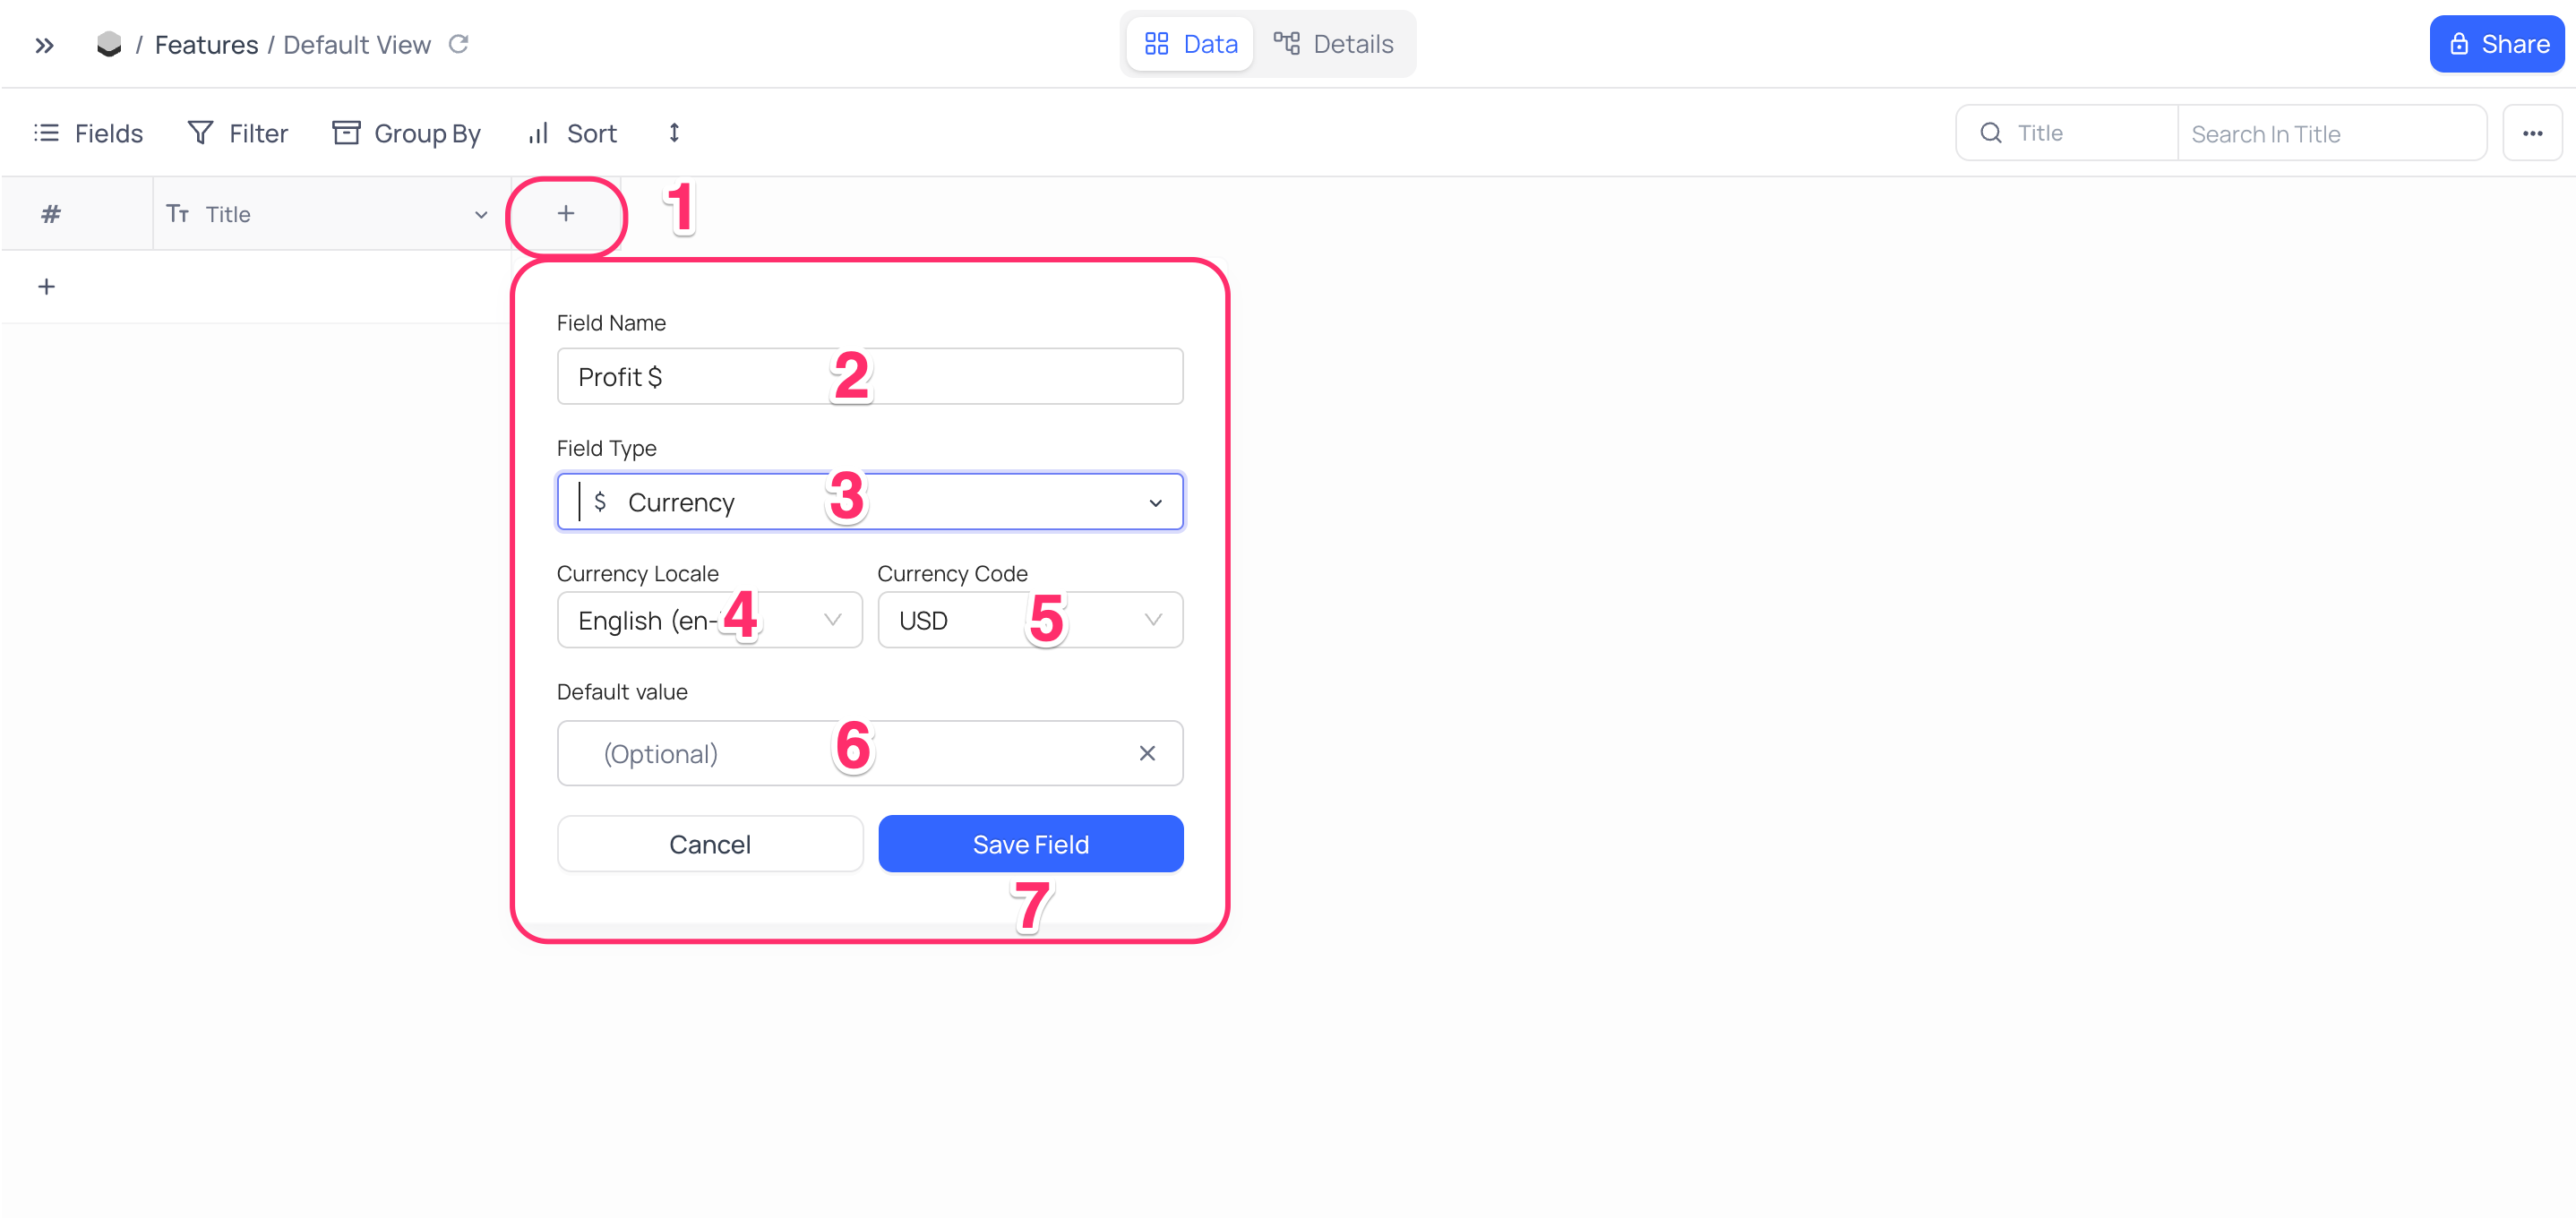 / Features / Default View
Data
Details
Share
Fields
Filter
Group By
Sort
Title
Search In Title
#
Tт Title
+
1
+
Field Name
Profit $
2
Field Type
$ Currency
3
Currency Locale
Currency Code
English (en-
4
USD
5
Default value
(Optional)
6
Cancel
Save Field
7